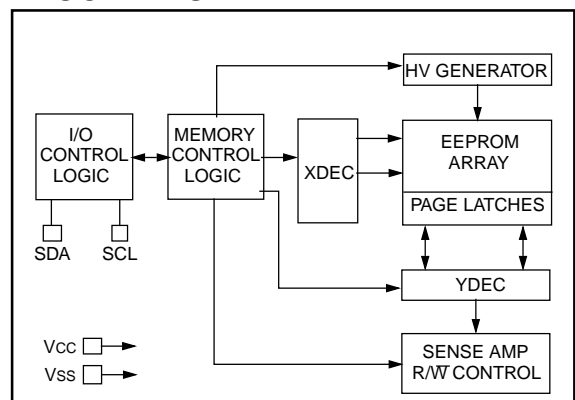 HV GENERATOR
I/O
CONTROL
LOGIC
MEMORY
CONTROL
LOGIC
XDEC
EEPROM
ARRAY
PAGE LATCHES
SDA
SCL
YDEC
VCC
VSS
SENSE AMP
R/W̅ CONTROL